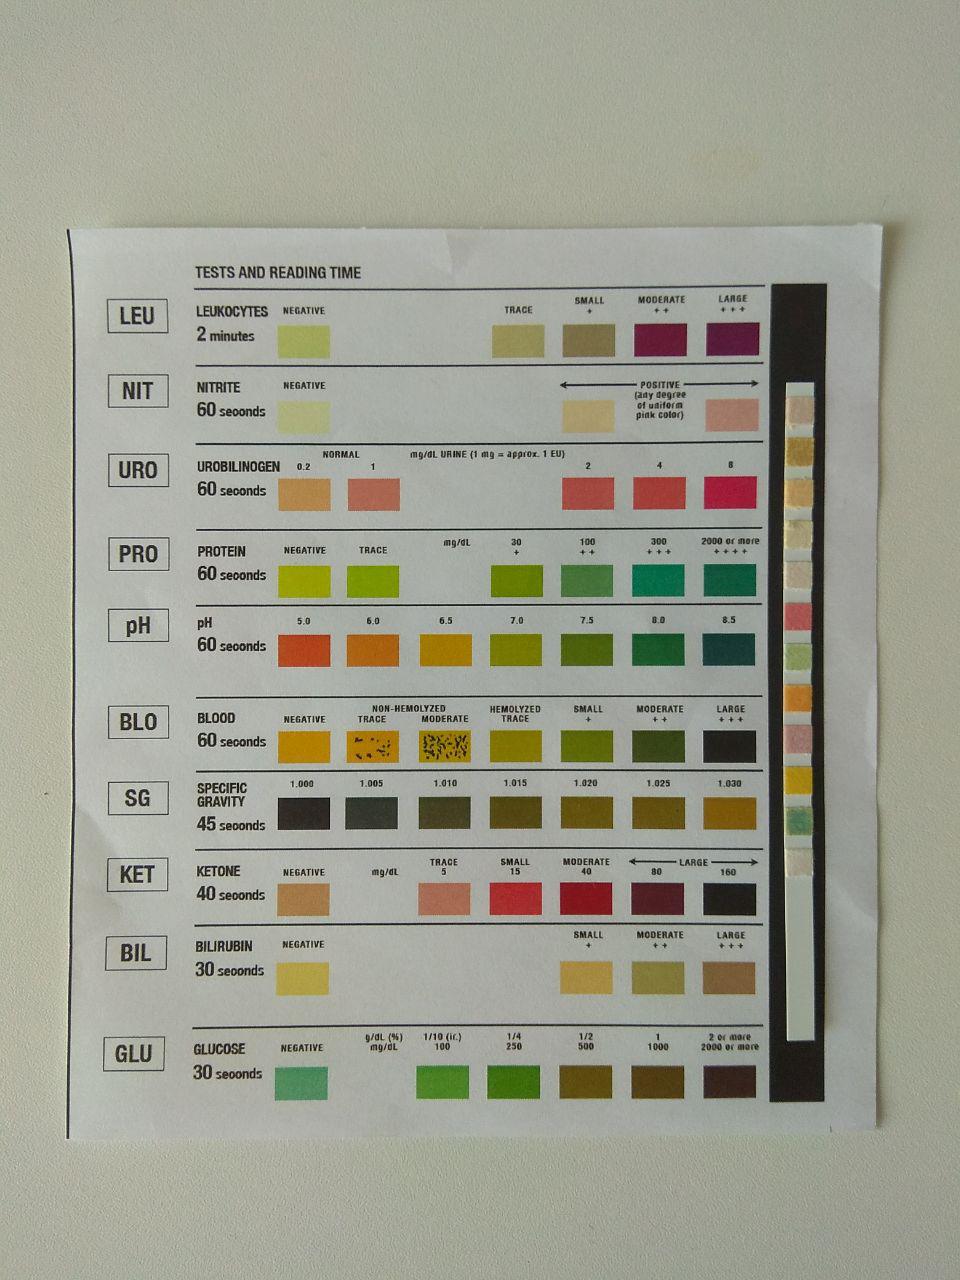 TESTS AND READING TIME
LEU
LEUKOCYTES
2 minutes
NEGATIVE
TRACE
SMALL
+
MODERATE
+ +
LARGE
+ + +
NIT
NITRITE
60 seconds
NEGATIVE
POSITIVE
(any degree
of uniform
pink color)
URO
UROBILINOGEN
60 seconds
NORMAL
0.2
1
mg/dL URINE (1 mg = approx. 1 EU)
2
4
8
PRO
PROTEIN
60 seconds
NEGATIVE
TRACE
mg/dL
30
+
100
+ +
300
+ + +
2000 or more
+ + + +
pH
pH
60 seconds
5.0
6.0
6.5
7.0
7.5
8.0
8.5
BLO
BLOOD
60 seconds
NEGATIVE
NON-HEMOLYZED
TRACE
MODERATE
HEMOLYZED
TRACE
SMALL
+
MODERATE
+ +
LARGE
+ + +
SG
SPECIFIC
GRAVITY
45 seconds
1.000
1.005
1.010
1.015
1.020
1.025
1.030
KET
KETONE
40 seconds
NEGATIVE
mg/dL
TRACE
5
SMALL
15
MODERATE
40
LARGE
80
160
BIL
BILIRUBIN
30 seconds
NEGATIVE
SMALL
+
MODERATE
+ +
LARGE
+ + +
GLU
GLUCOSE
30 seconds
NEGATIVE
g/dL (%)
mg/dL
1/10 (ir.)
100
1/4
250
1/2
500
1
1000
2 or more
2000 or more